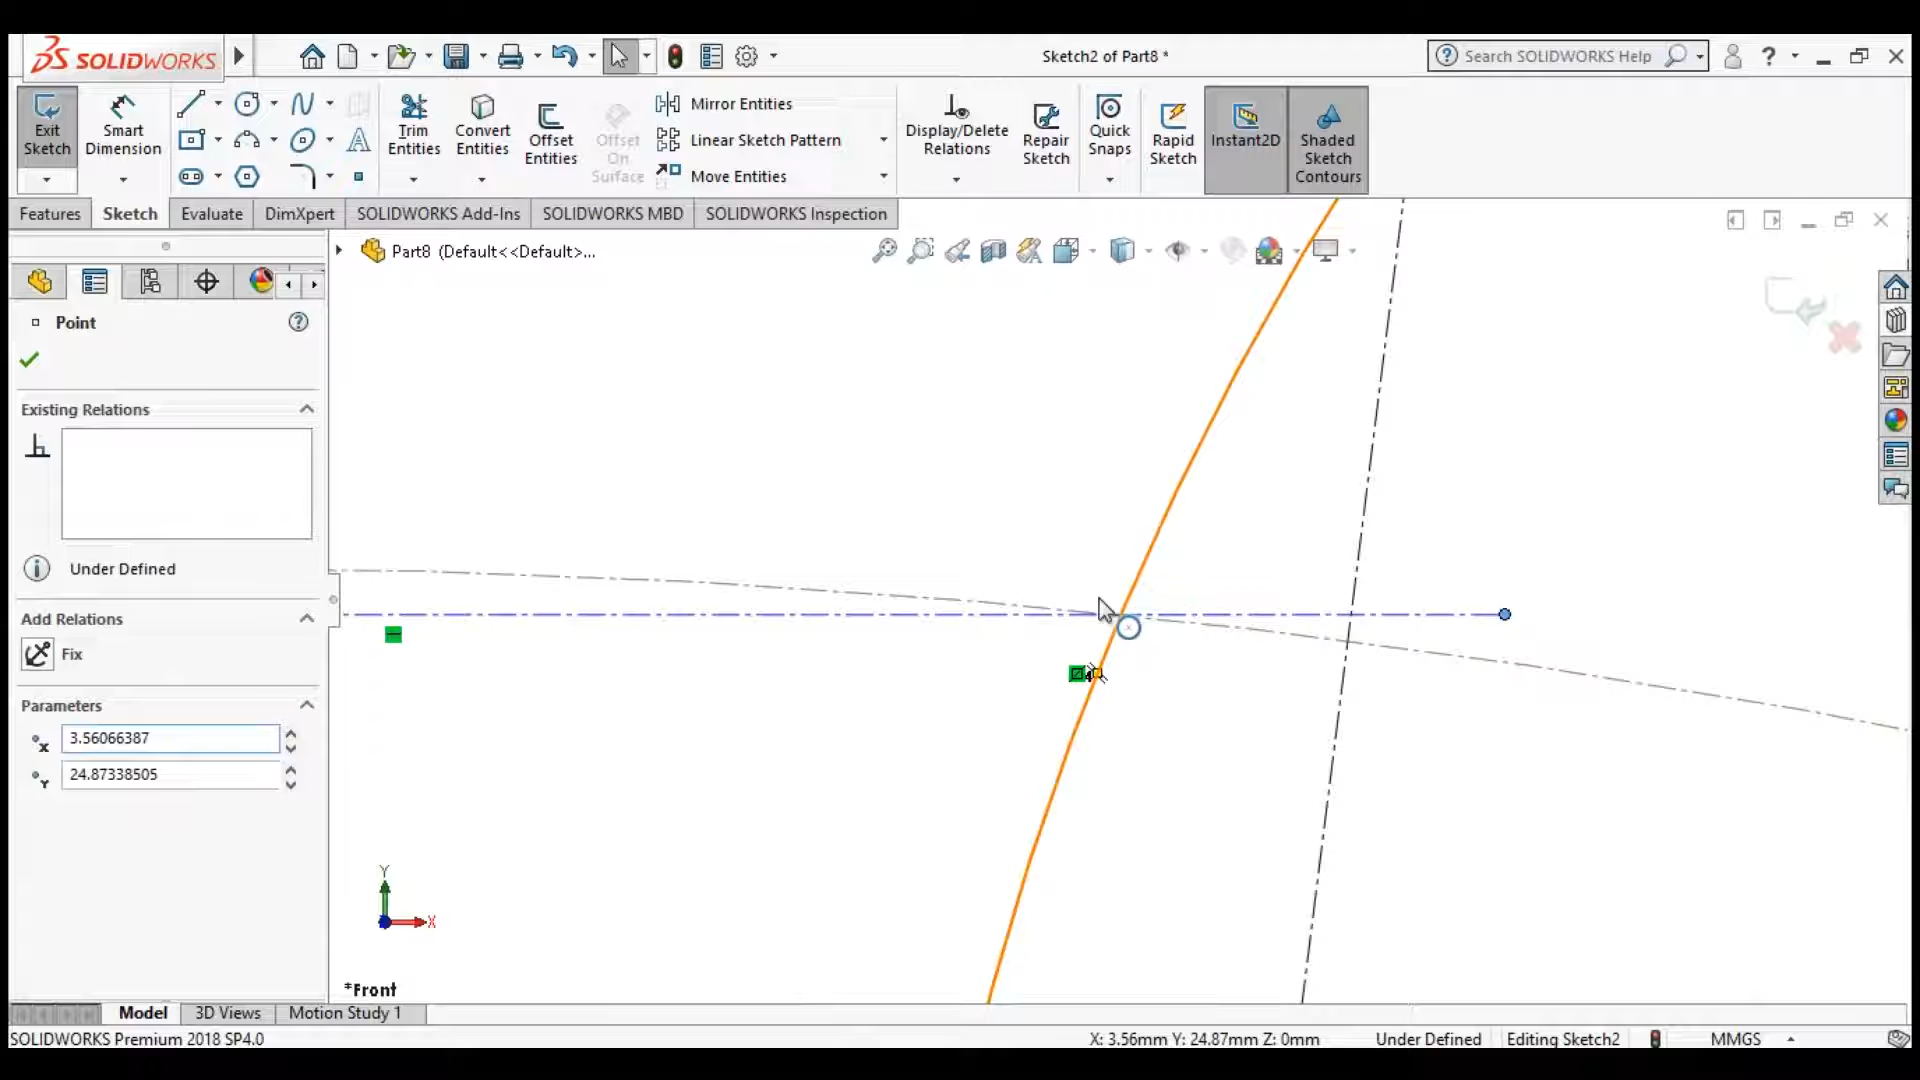 SOLIDWORKS
Sketch2 of Part8 *
Search SOLIDWORKS Help
?
Exit Sketch
Smart Dimension
Trim Entities
Convert Entities
Offset Entities
Offset On Surface
Mirror Entities
Linear Sketch Pattern
Move Entities
Display/Delete Relations
Repair Sketch
Quick Snaps
Rapid Sketch
Instant2D
Shaded Sketch Contours
Features
Sketch
Evaluate
DimXpert
SOLIDWORKS Add-Ins
SOLIDWORKS MBD
SOLIDWORKS Inspection
Part8 (Default<<Default>...
Point
Existing Relations
Under Defined
Add Relations
Fix
Parameters
X
3.56066387
Y
24.87338505
Y
X
*Front
Model
3D Views
Motion Study 1
SOLIDWORKS Premium 2018 SP4.0
X: 3.56mm Y: 24.87mm Z: 0mm
Under Defined
Editing Sketch2
MMGS